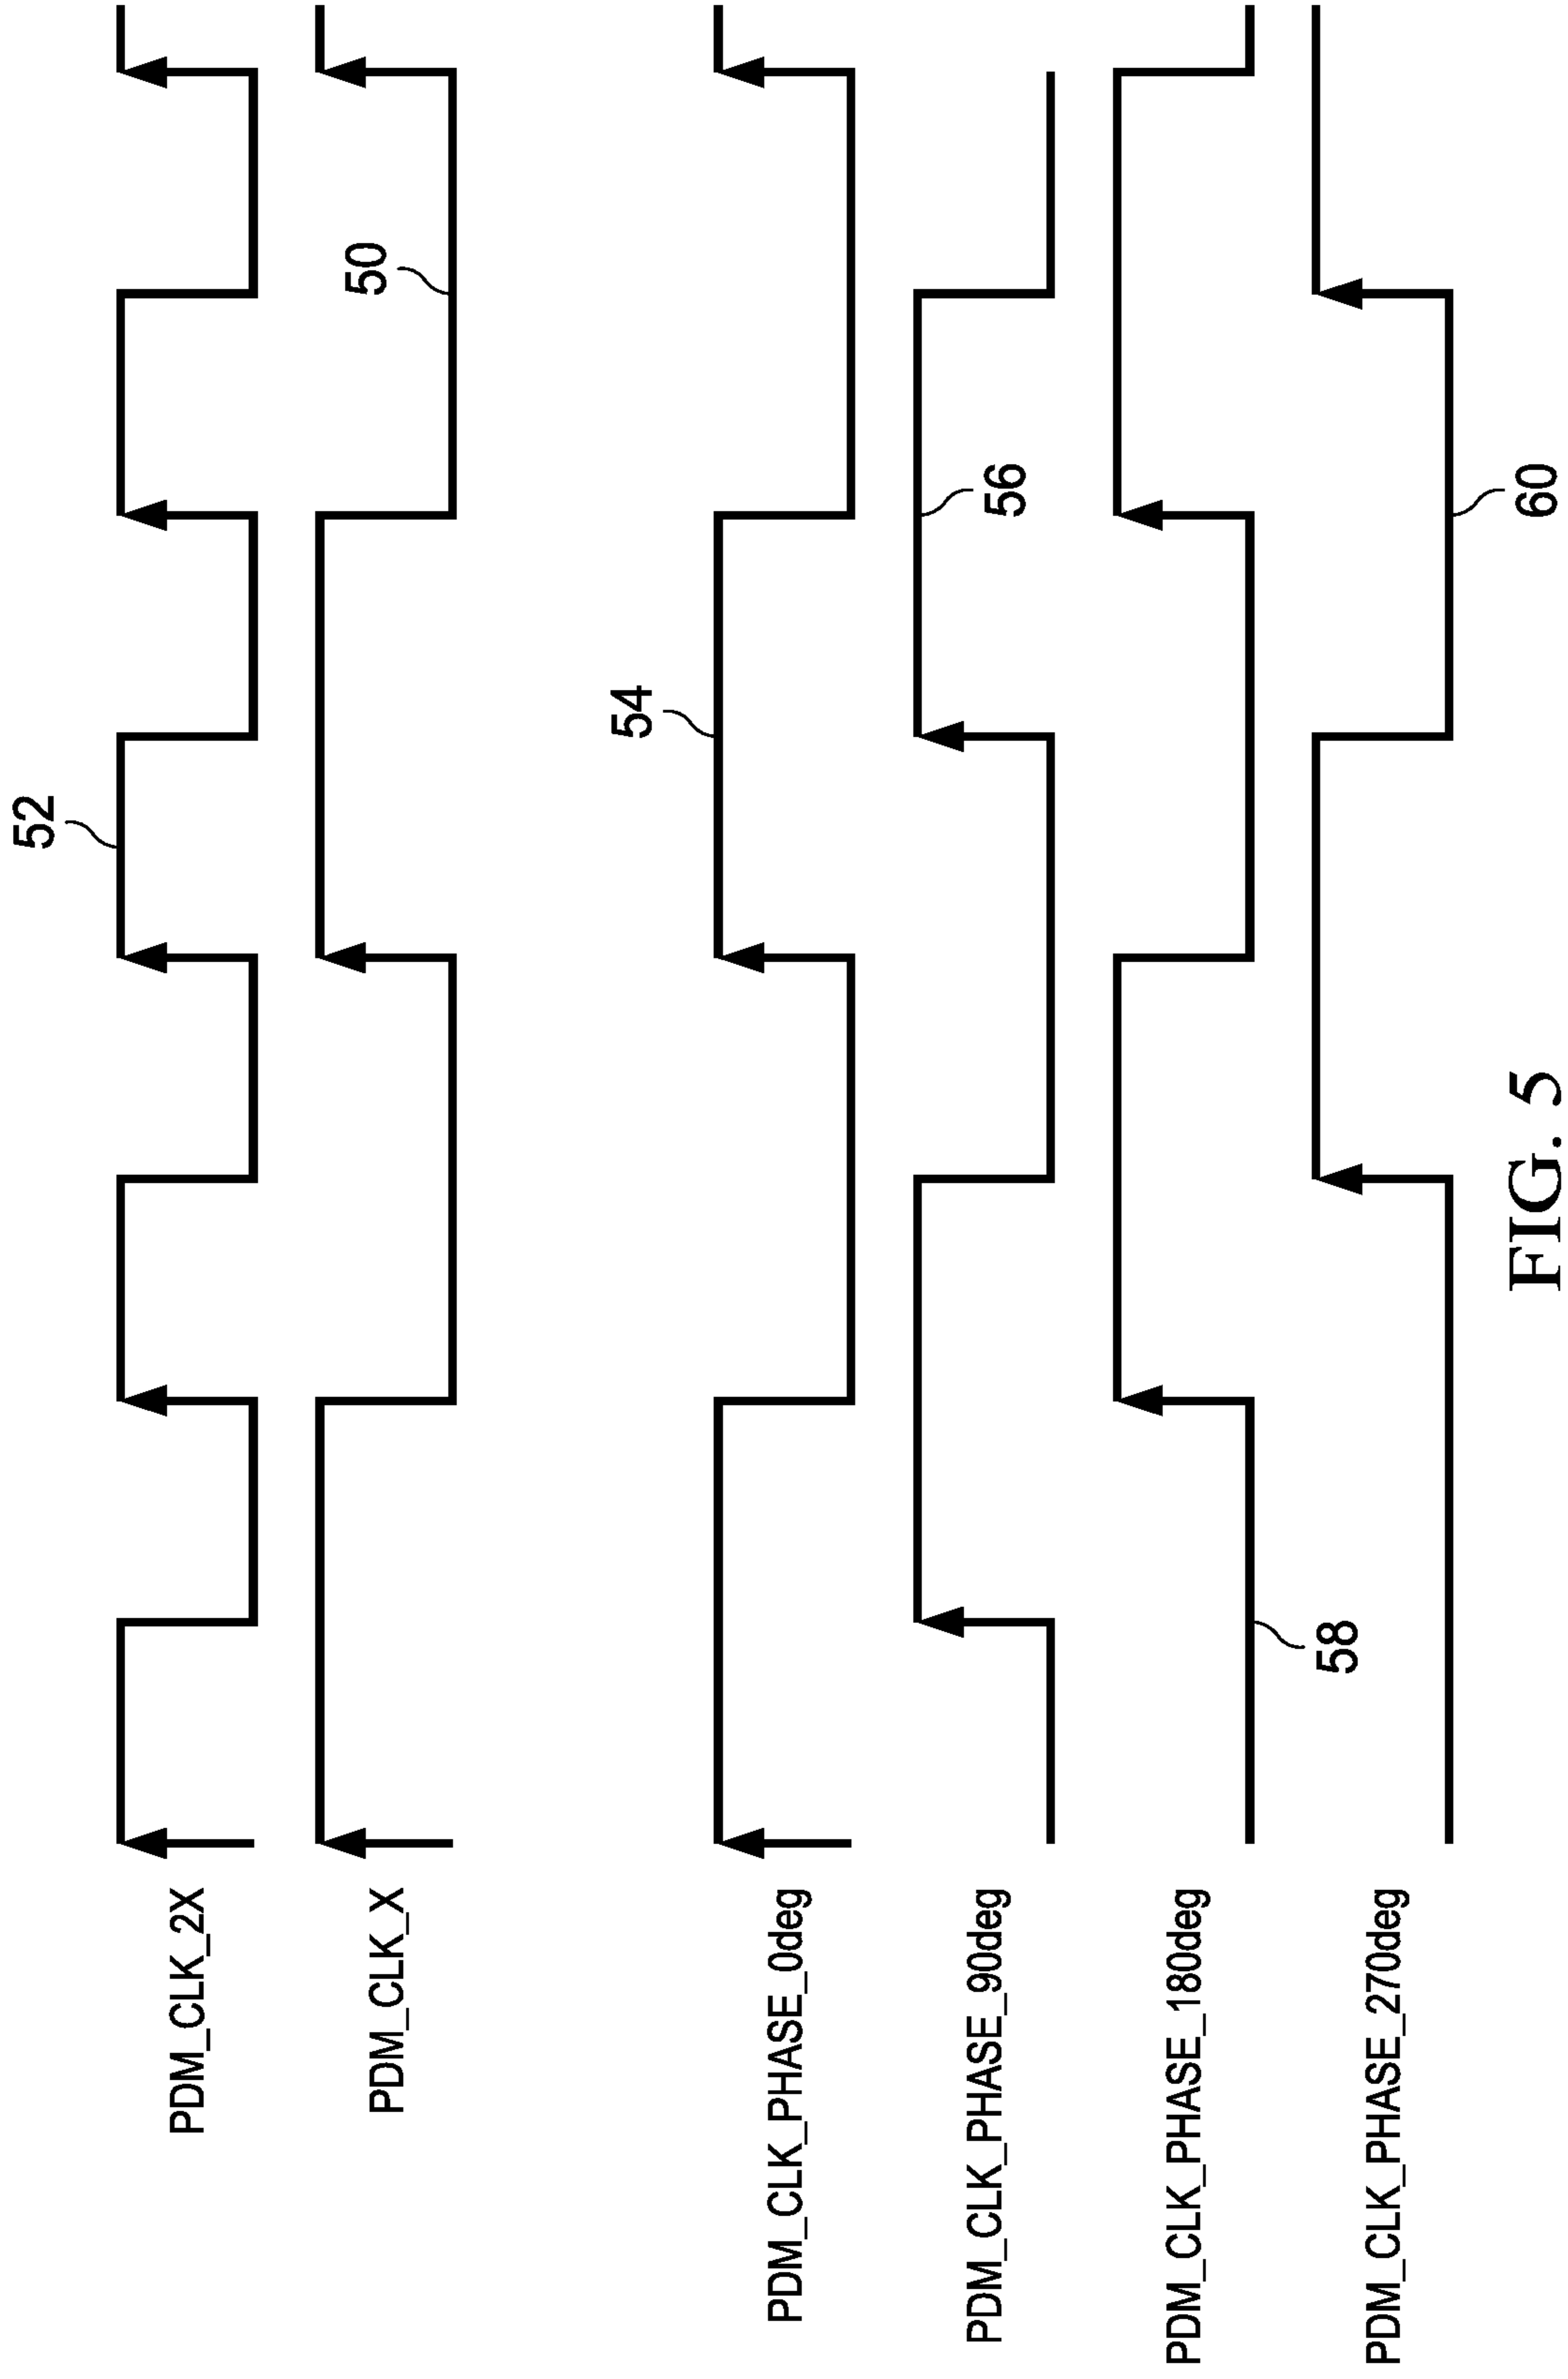 52
PDM_CLK_2X
50
PDM_CLK_X
54
PDM_CLK_PHASE_0deg
56
PDM_CLK_PHASE_90deg
PDM_CLK_PHASE_180deg
58
PDM_CLK_PHASE_270deg
60
FIG. 5